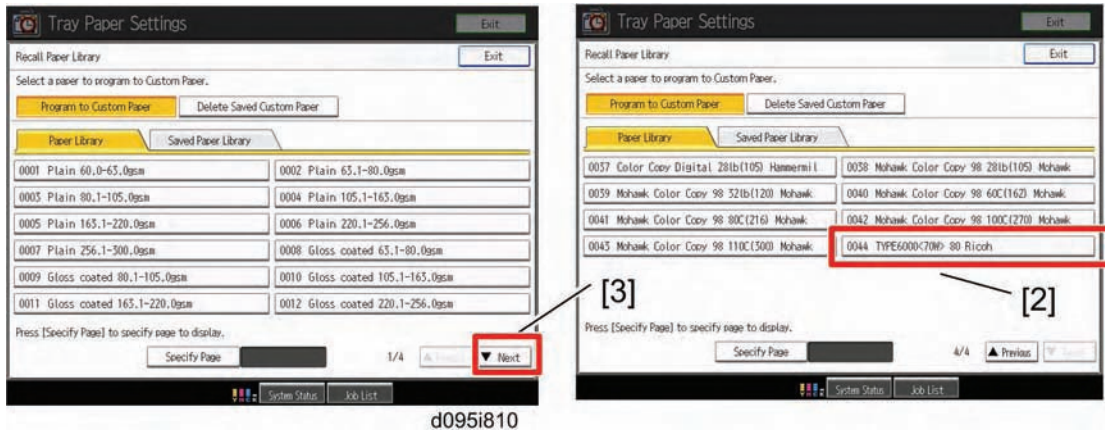 Tray Paper Settings
Exit
Recall Paper Library
Exit
Select a paper to program to Custom Paper.
Program to Custom Paper
Delete Saved Custom Paper
Paper Library
Saved Paper Library
0001 Plain 60.0-63.0gsm
0002 Plain 63.1-80.0gsm
0003 Plain 80.1-105.0gsm
0004 Plain 105.1-163.0gsm
0005 Plain 163.1-220.0gsm
0006 Plain 220.1-256.0gsm
0007 Plain 256.1-300.0gsm
0008 Gloss coated 63.1-80.0gsm
0009 Gloss coated 80.1-105.0gsm
0010 Gloss coated 105.1-163.0gsm
0011 Gloss coated 163.1-220.0gsm
0012 Gloss coated 220.1-256.0gsm
Press [Specify Page] to specify page to display.
Specify Page
1/4
▼ Next
System Status
Job List
[3]
d095i810
Tray Paper Settings
Exit
Recall Paper Library
Exit
Select a paper to program to Custom Paper.
Program to Custom Paper
Delete Saved Custom Paper
Paper Library
Saved Paper Library
0037 Color Copy Digital 28lb(105) Hammermil
0038 Mohawk Color Copy 98 28lb(105) Mohawk
0039 Mohawk Color Copy 98 32lb(120) Mohawk
0040 Mohawk Color Copy 98 60C(162) Mohawk
0041 Mohawk Color Copy 98 80C(216) Mohawk
0042 Mohawk Color Copy 98 100C(270) Mohawk
0043 Mohawk Color Copy 98 110C(300) Mohawk
0044 TYPE6000<70W> 80 Ricoh
[2]
Press [Specify Page] to specify page to display.
Specify Page
4/4
▲ Previous
System Status
Job List